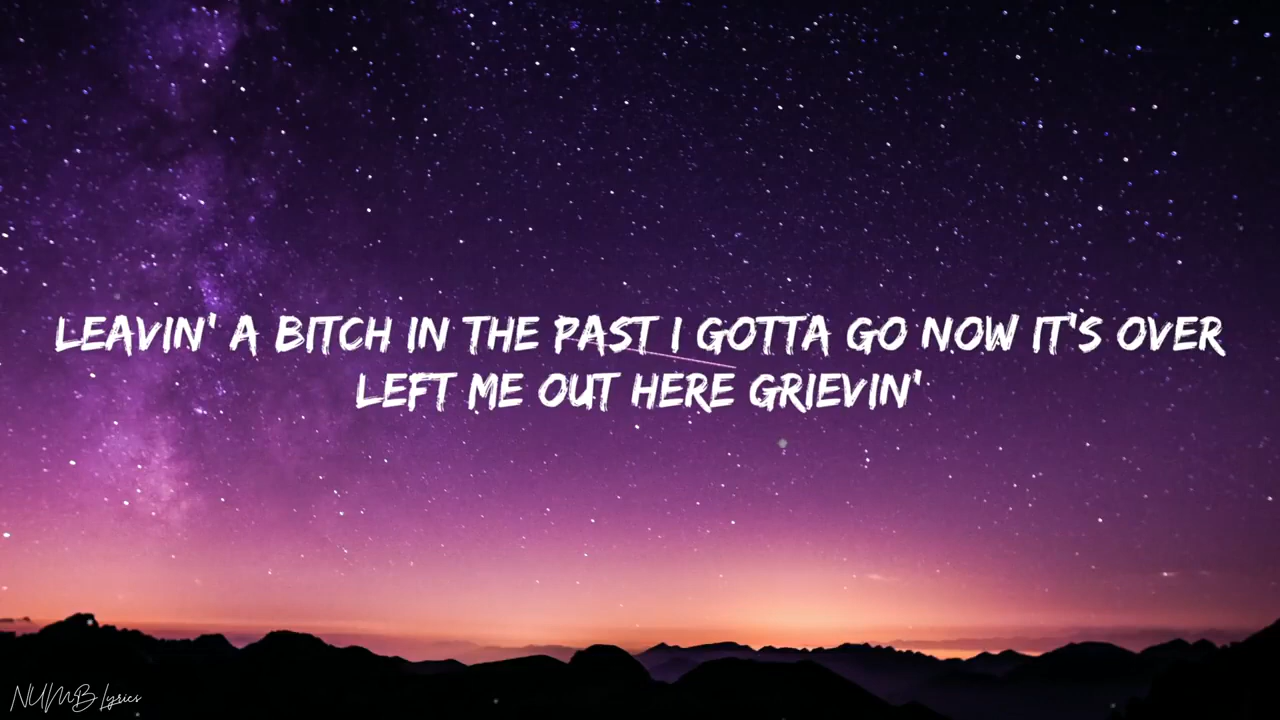 LEAVIN' A BITCH IN THE PAST I GOTTA GO NOW IT'S OVER
LEFT ME OUT HERE GRIEVIN'
NUMB Lyrics